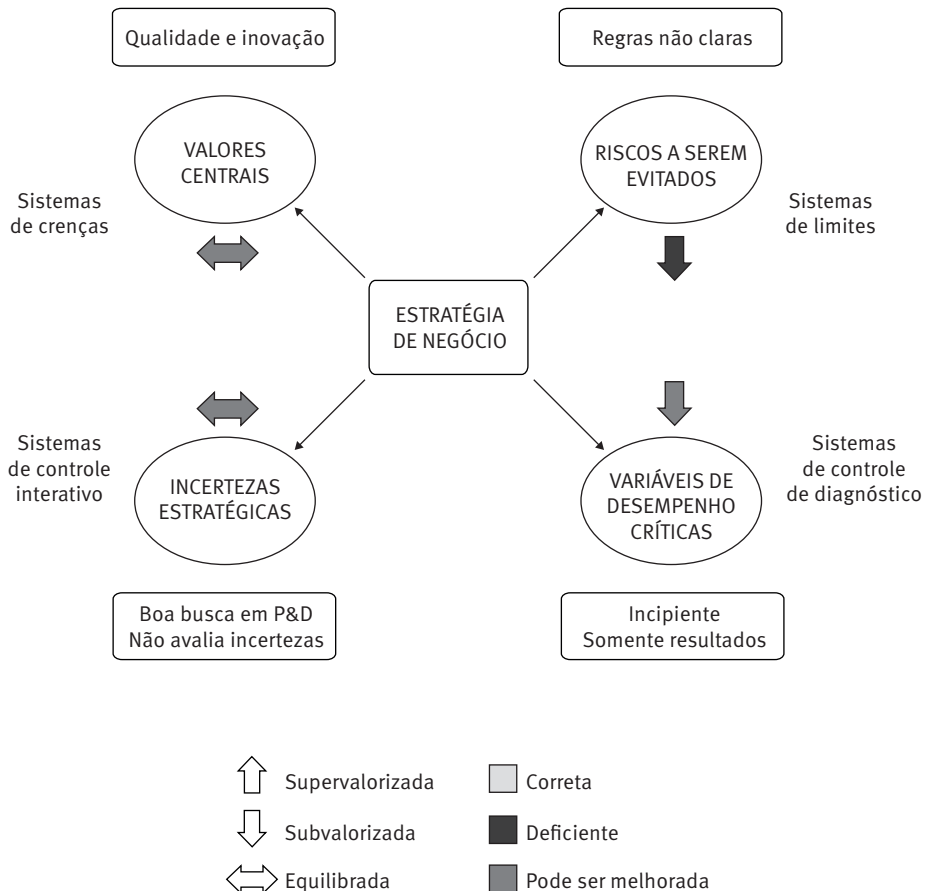 Qualidade e inovação
Regras não claras
VALORES
CENTRAIS
RISCOS A SEREM
EVITADOS
Sistemas
de crenças
Sistemas
de limites
ESTRATÉGIA
DE NEGÓCIO
Sistemas
de controle
interativo
INCERTEZAS
ESTRATÉGICAS
VARIÁVEIS DE
DESEMPENHO
CRÍTICAS
Sistemas
de controle
de diagnóstico
Boa busca em P&D
Não avalia incertezas
Incipiente
Somente resultados
Supervalorizada
Correta
Subvalorizada
Deficiente
Equilibrada
Pode ser melhorada